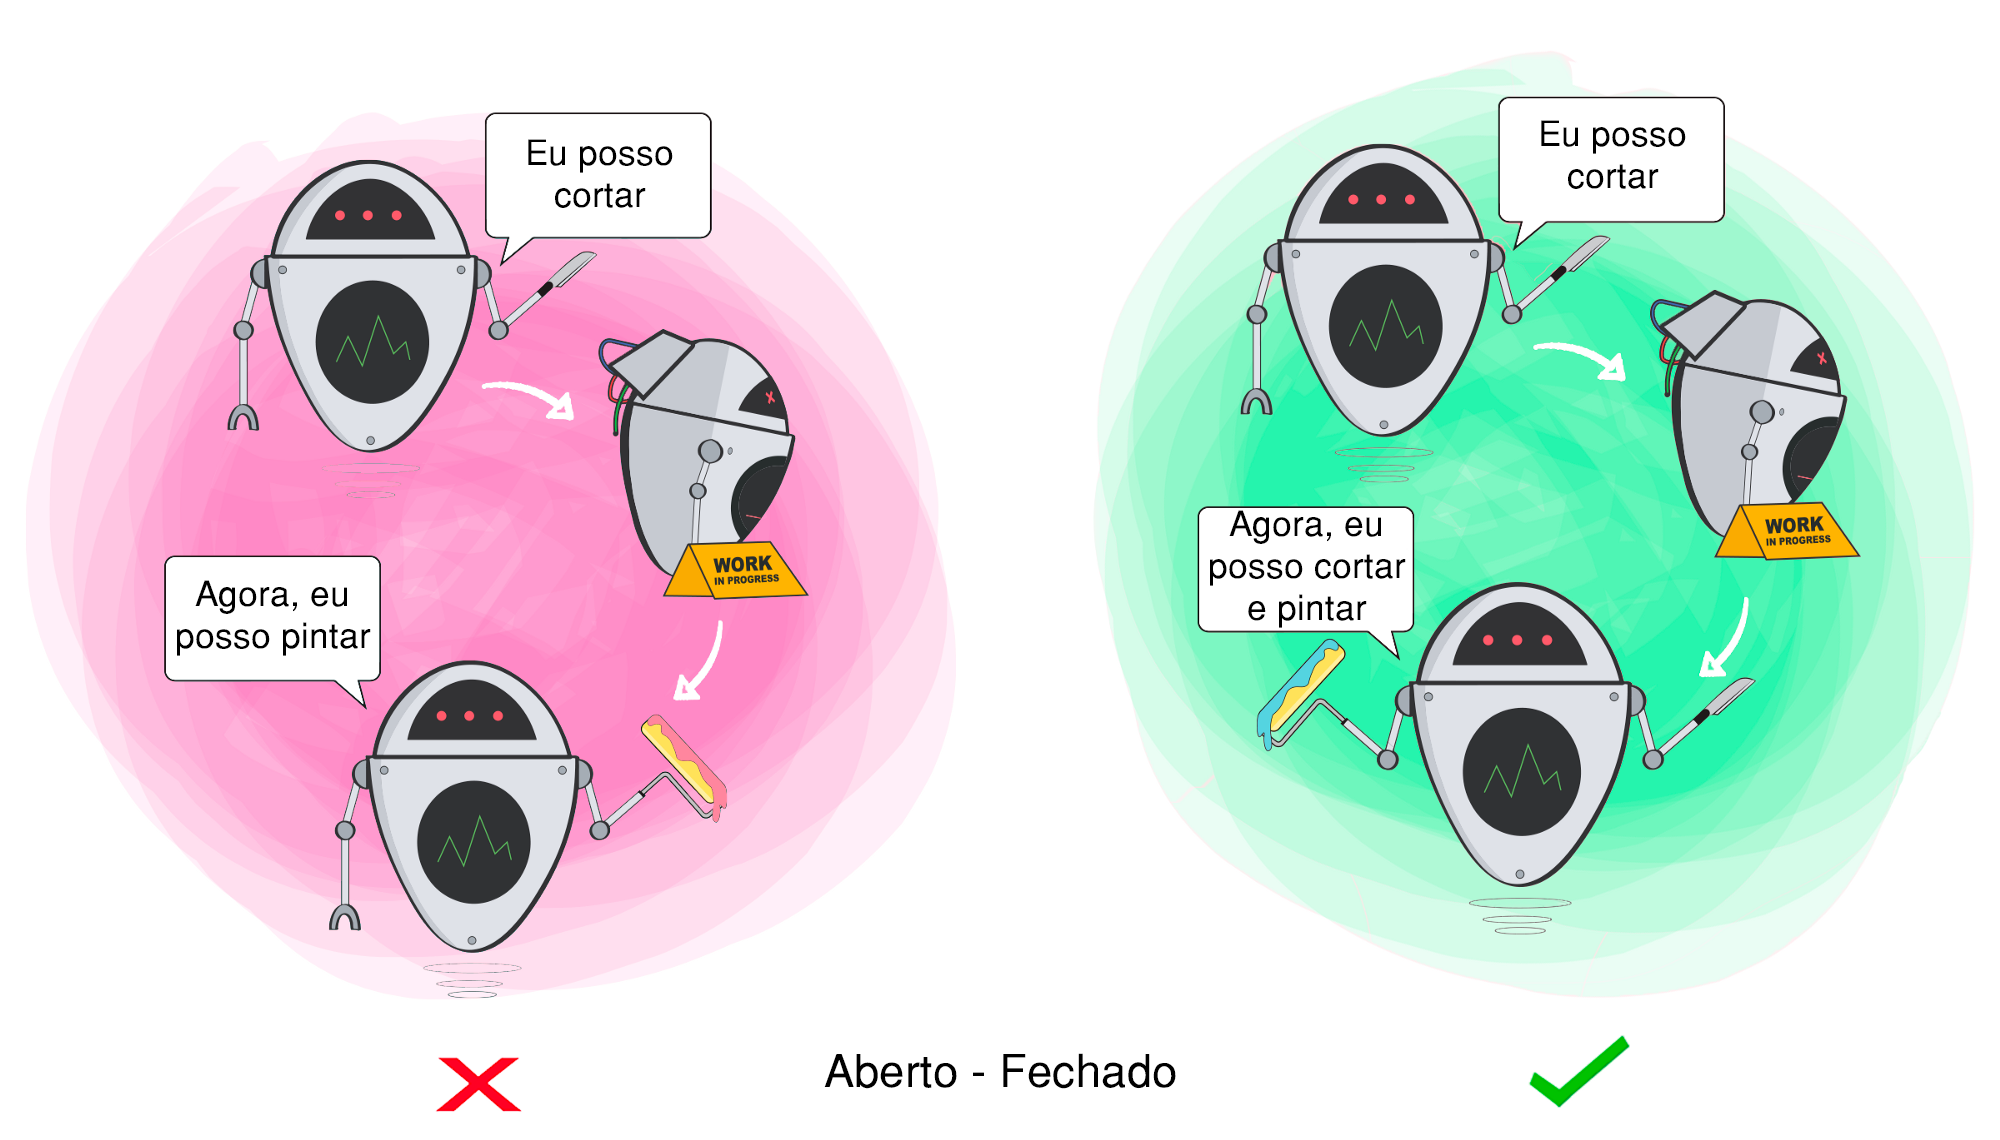 Eu posso
cortar
WORK
IN PROGRESS
Agora, eu
posso pintar
Eu posso
cortar
WORK
IN PROGRESS
Agora, eu
posso cortar
e pintar
Aberto - Fechado